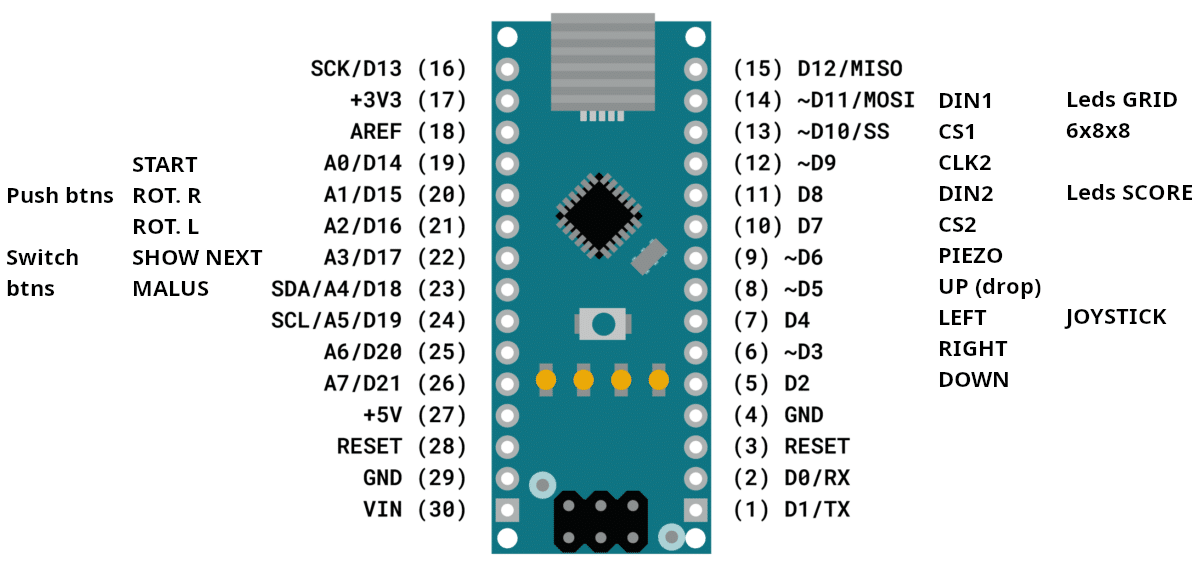 SCK/D13 (16) (15) D12/MISO
+3V3 (17) (14) ~D11/MOSI DIN1 Leds GRID
AREF (18) (13) ~D10/SS CS1 6x8x8
START A0/D14 (19) (12) ~D9 CLK2
Push btns ROT. R A1/D15 (20) (11) D8 DIN2 Leds SCORE
ROT. L A2/D16 (21) (10) D7 CS2
Switch SHOW NEXT A3/D17 (22) (9) ~D6 PIEZO
btns MALUS SDA/A4/D18 (23) (8) ~D5 UP (drop)
SCL/A5/D19 (24) (7) D4 LEFT JOYSTICK
A6/D20 (25) (6) ~D3 RIGHT
A7/D21 (26) (5) D2 DOWN
+5V (27) (4) GND
RESET (28) (3) RESET
GND (29) (2) D0/RX
VIN (30) (1) D1/TX